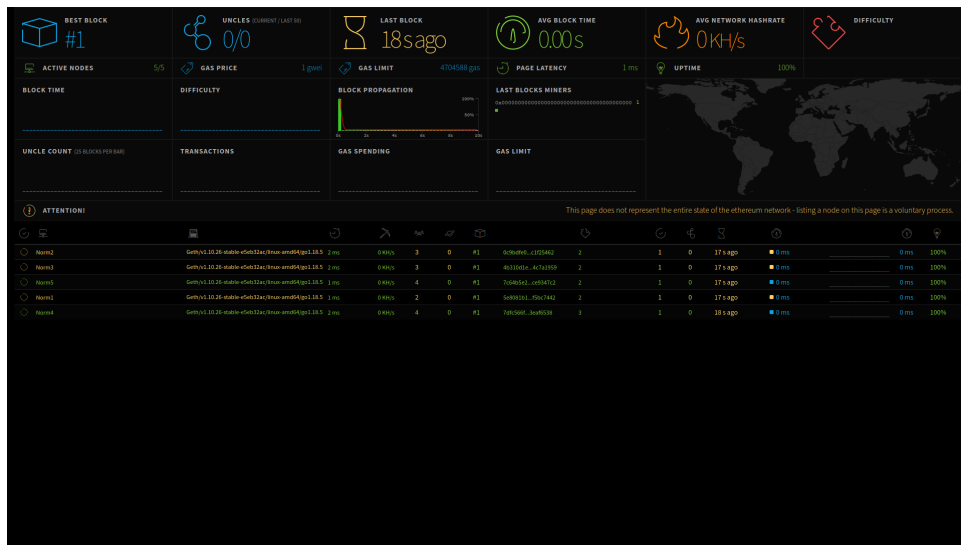 BEST BLOCK
#1
UNCLES (CURRENT / LAST 50)
0/0
LAST BLOCK
18 s ago
AVG BLOCK TIME
0.00 s
AVG NETWORK HASHRATE
0 KH/s
DIFFICULTY
ACTIVE NODES 5/5
GAS PRICE 1 gwei
GAS LIMIT 4704588 gas
PAGE LATENCY 1 ms
UPTIME 100%
BLOCK TIME
DIFFICULTY
BLOCK PROPAGATION
100%
50%
0s 2s 4s 6s 8s 10s
LAST BLOCKS MINERS
0x0000000000000000000000000000000000000000 1
UNCLE COUNT (25 BLOCKS PER BAR)
TRANSACTIONS
GAS SPENDING
GAS LIMIT
ATTENTION! This page does not represent the entire state of the ethereum network - listing a node on this page is a voluntary process.
Norm2 Geth/v1.10.26-stable-e5eb32ac/linux-amd64/go1.18.5 2 ms 0 KH/s 3 0 #1 2 1 0 17 s ago 0 ms 0 ms 100%
Norm3 Geth/v1.10.26-stable-e5eb32ac/linux-amd64/go1.18.5 2 ms 0 KH/s 3 0 #1 4b310d1e...4c7a1959 2 1 0 17 s ago 0 ms 0 ms 100%
Norm5 Geth/v1.10.26-stable-e5eb32ac/linux-amd64/go1.18.5 1 ms 0 KH/s 4 0 #1 7c64b5e2...ce9347c2 2 1 0 17 s ago 0 ms 0 ms 100%
Norm1 Geth/v1.10.26-stable-e5eb32ac/linux-amd64/go1.18.5 1 ms 0 KH/s 2 0 #1 5e8081b1...f5bc7442 2 1 0 17 s ago 0 ms 0 ms 100%
Norm4 Geth/v1.10.26-stable-e5eb32ac/linux-amd64/go1.18.5 2 ms 0 KH/s 4 0 #1 7dfc566f...3eaf6538 3 1 0 18 s ago 0 ms 0 ms 100%